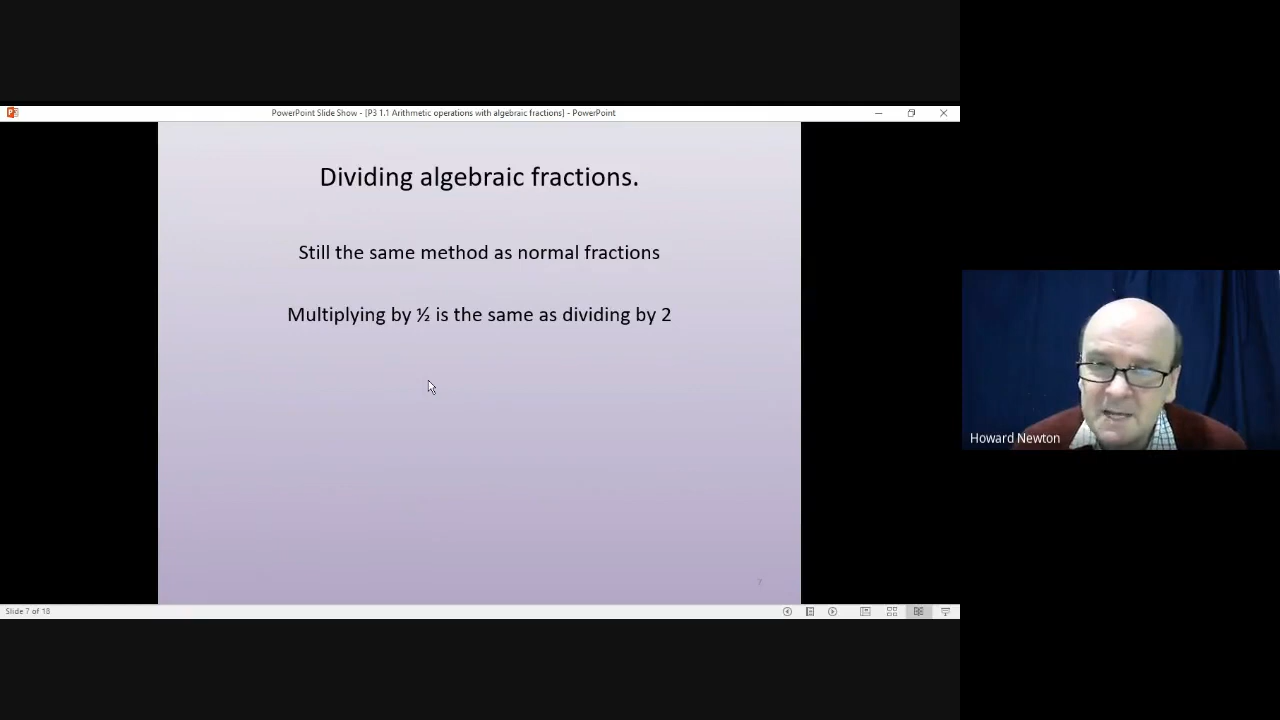 PowerPoint Slide Show - [P3 1.1 Arithmetic operations with algebraic fractions] - PowerPoint
Dividing algebraic fractions.
Still the same method as normal fractions
Multiplying by ½ is the same as dividing by 2
Howard Newton
7
Slide 7 of 18